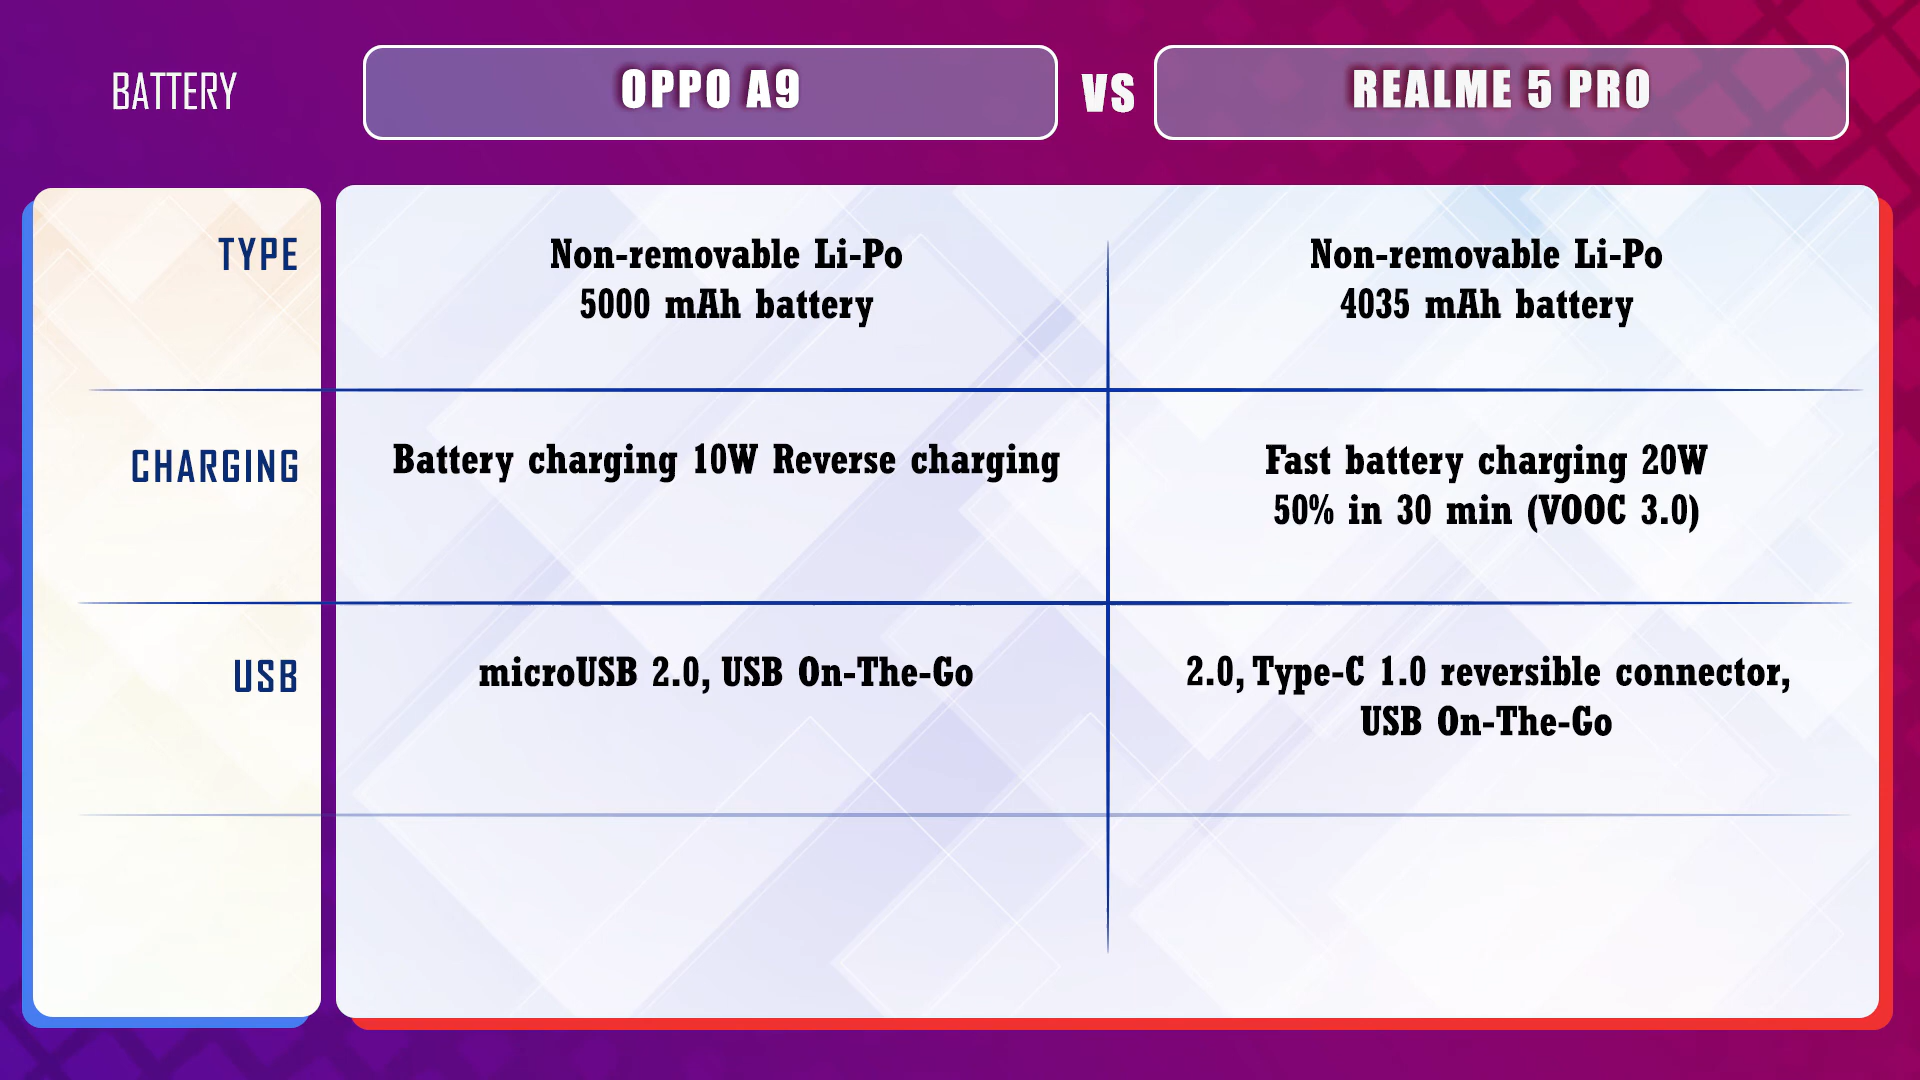 BATTERY
OPPO A9
VS
REALME 5 PRO
TYPE
Non-removable Li-Po
5000 mAh battery
Non-removable Li-Po
4035 mAh battery
CHARGING
Battery charging 10W Reverse charging
Fast battery charging 20W
50% in 30 min (VOOC 3.0)
USB
microUSB 2.0, USB On-The-Go
2.0, Type-C 1.0 reversible connector,
USB On-The-Go